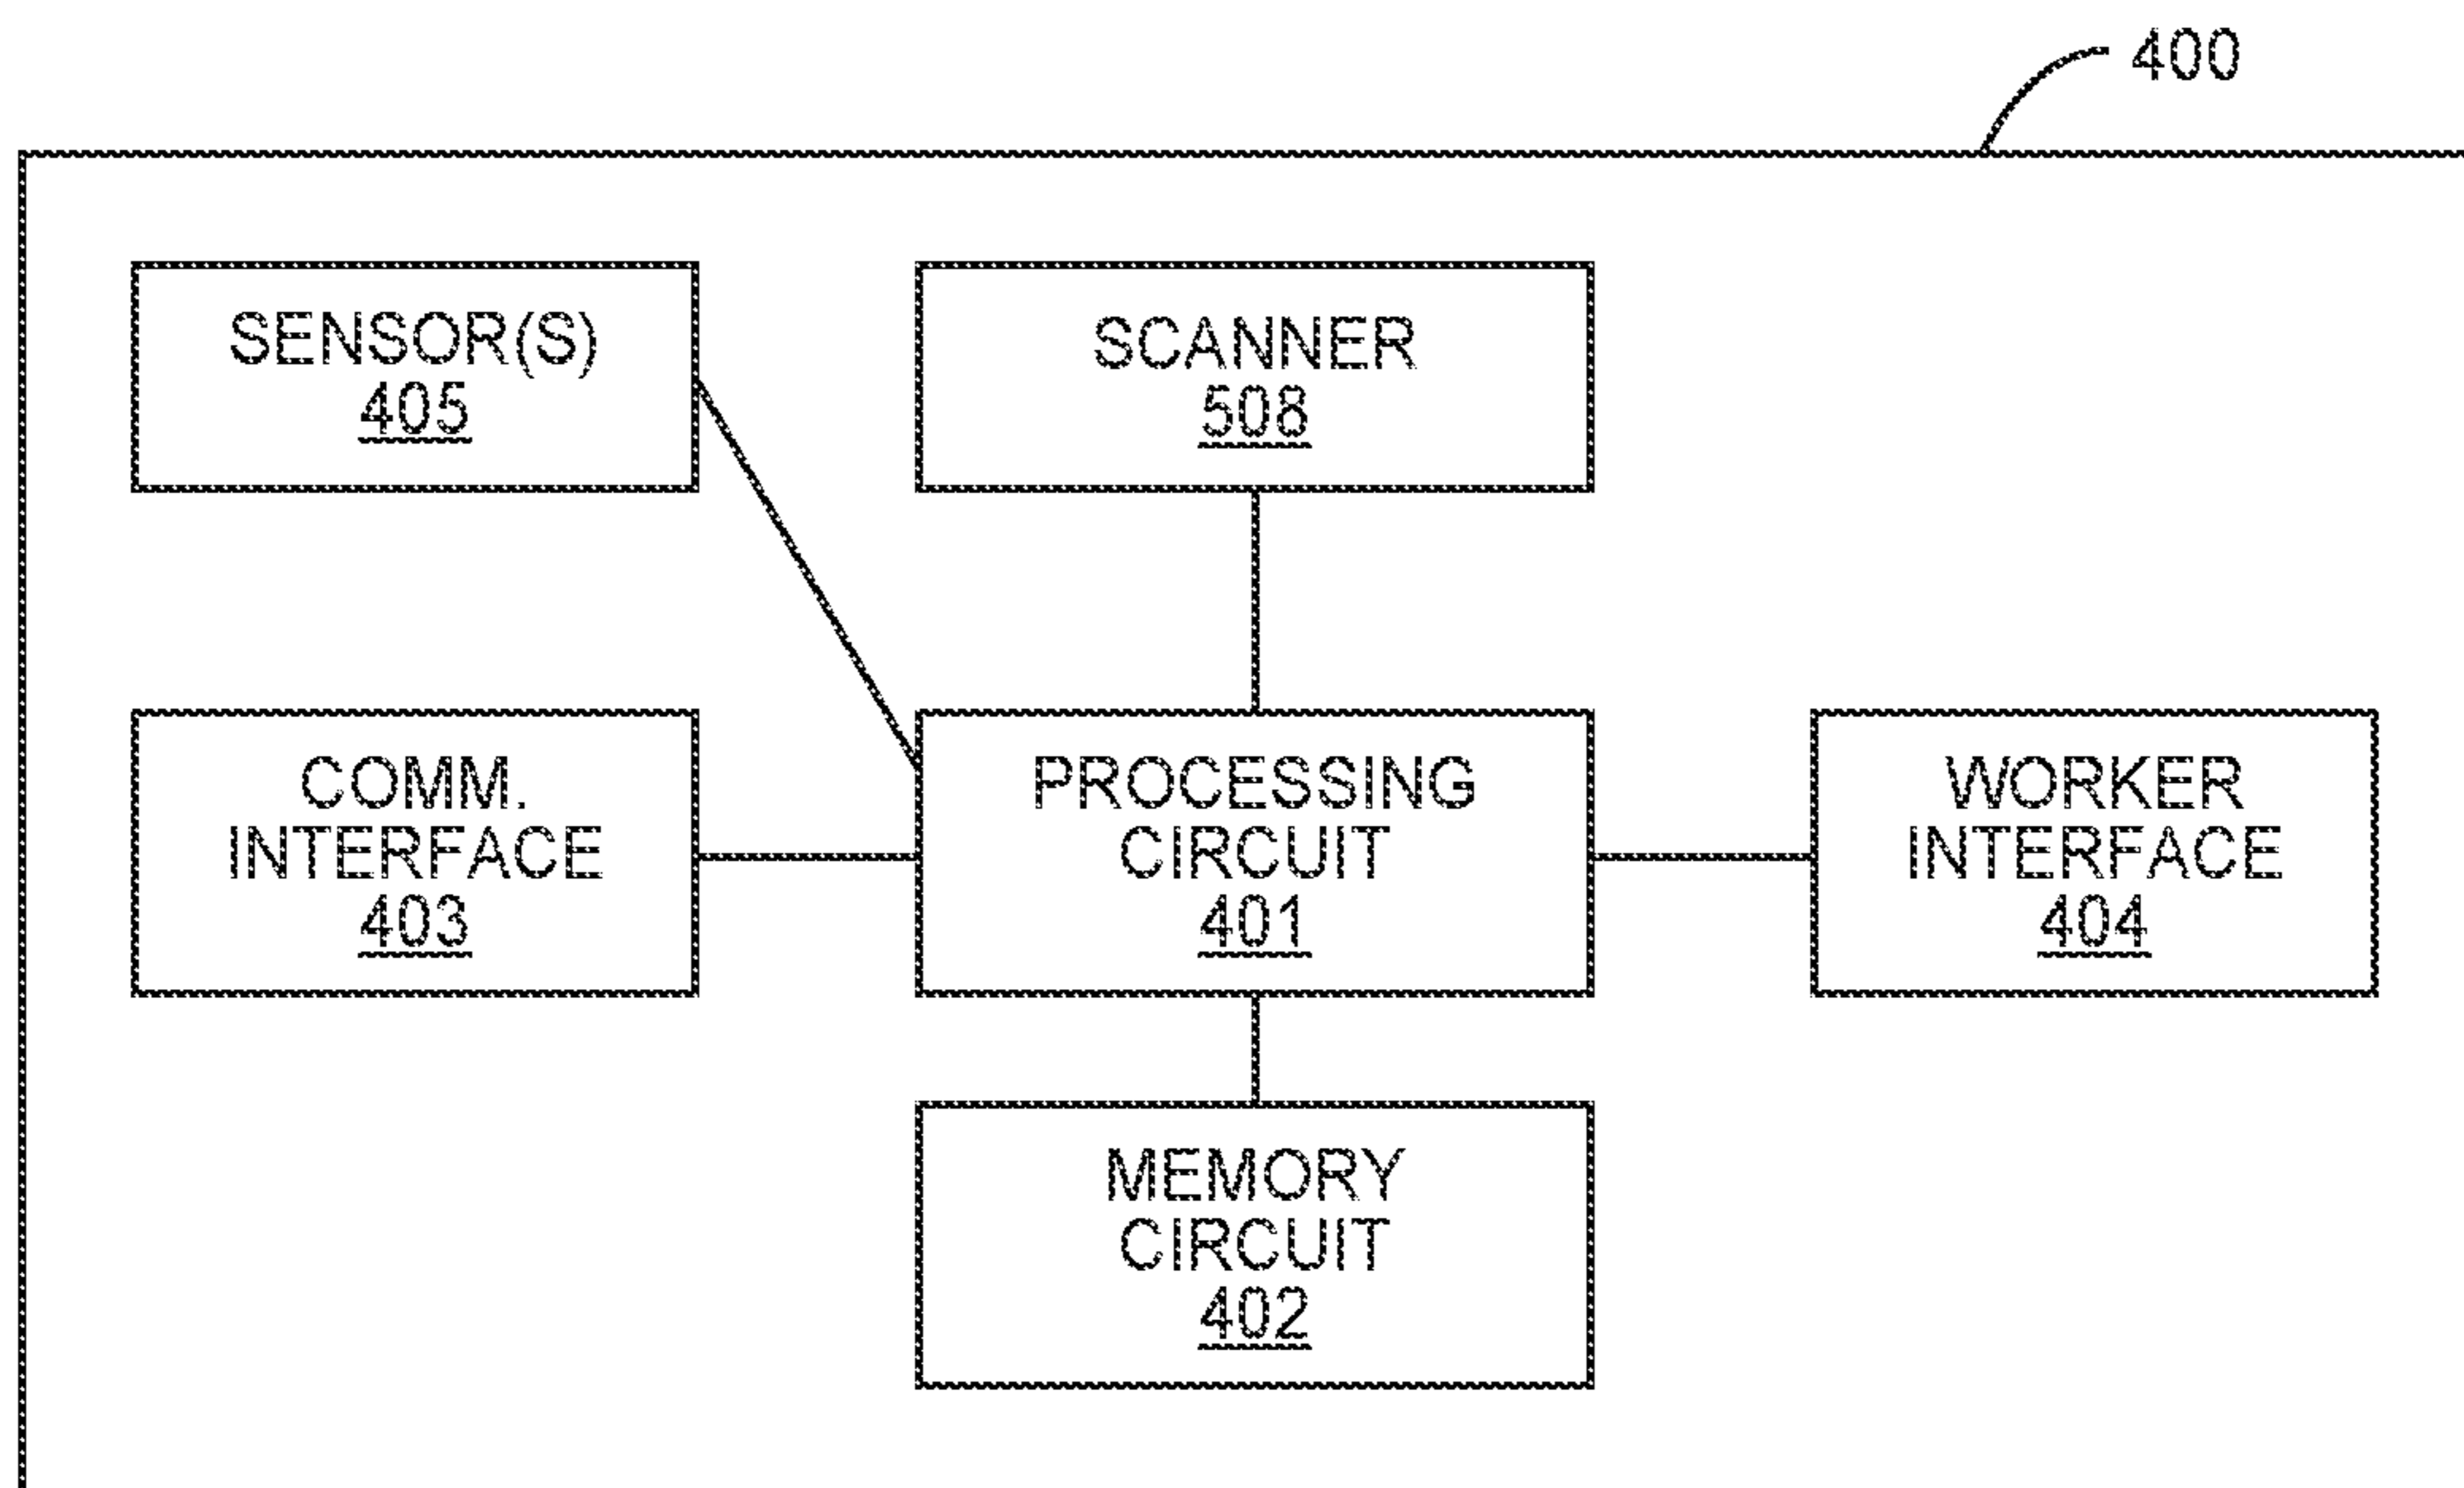 400
SENSOR(S)
405
SCANNER
508
COMM.
INTERFACE
403
PROCESSING
CIRCUIT
401
WORKER
INTERFACE
404
MEMORY
CIRCUIT
402